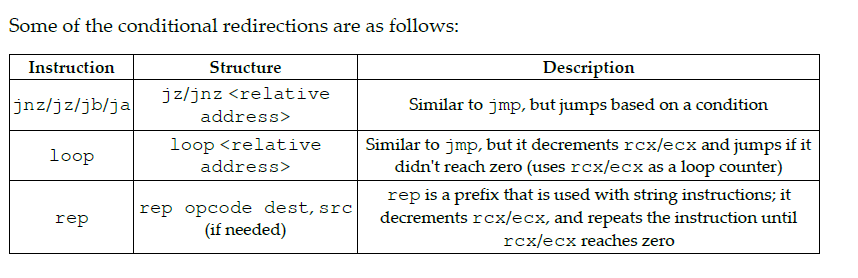 Some of the conditional redirections are as follows:
Instruction Structure Description
jnz/jz/jb/ja
jz/jnz <relative
address>
Similar to jmp, but jumps based on a condition
loop
loop <relative
address>
Similar to jmp, but it decrements rcx/ecx and jumps if it
didn't reach zero (uses rcx/ecx as a loop counter)
rep
rep opcode dest,src
(if needed)
rep is a prefix that is used with string instructions; it
decrements rcx/ecx, and repeats the instruction until
rcx/ecx reaches zero